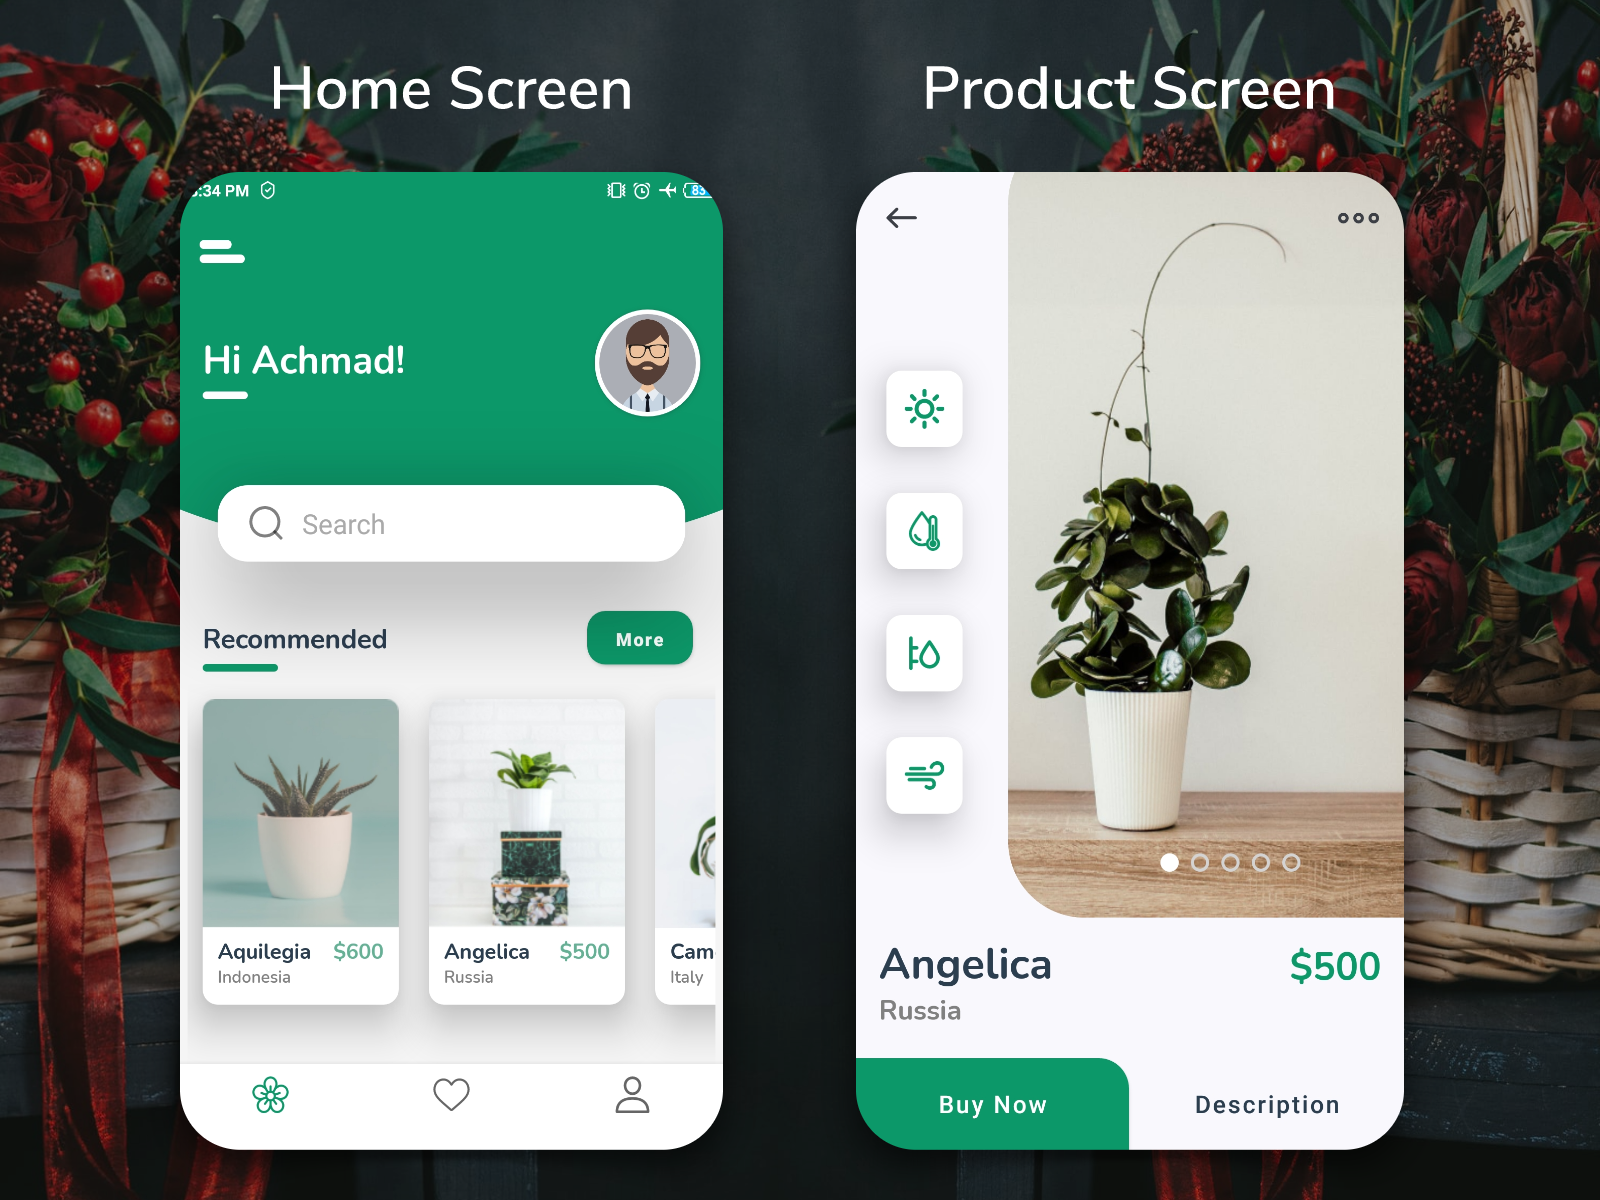 Home Screen
:34 PM
83
Hi Achmad!
Search
Recommended
More
Aquilegia $600
Indonesia
Angelica $500
Russia
Cam
Italy
Product Screen
Angelica $500
Russia
Buy Now
Description